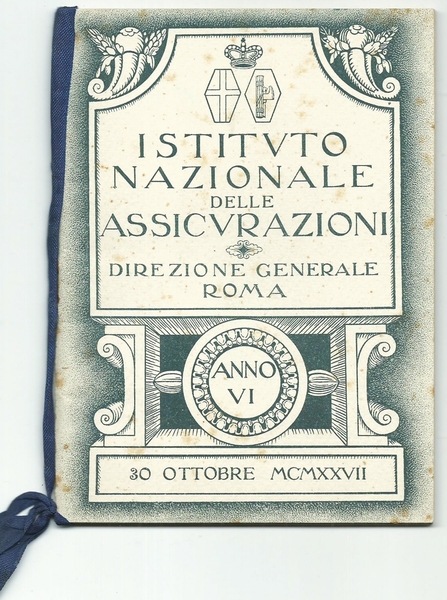 ISTITVTO
NAZIONALE
DELLE
ASSICVRAZIONI
DIREZIONE GENERALE
ROMA
ANNO
VI
30 OTTOBRE MCMXXVII